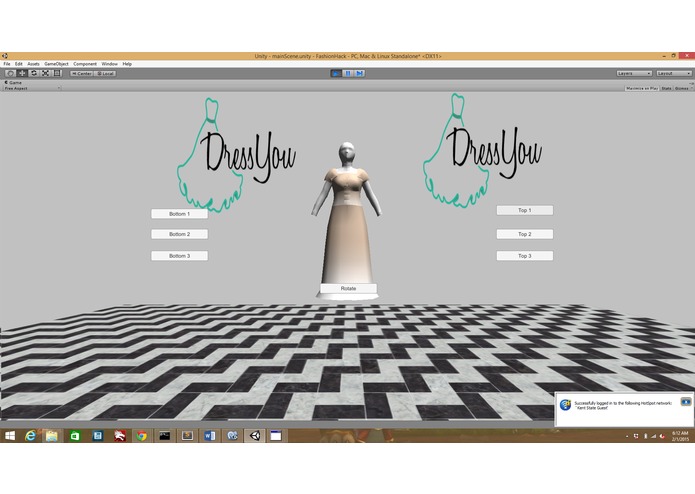 Unity - mainScene.unity - FashionHack - PC, Mac & Linux Standalone* <DX11>
File Edit Assets GameObject Component Window Help
Center Local Layers Layout
Game
Free Aspect Maximize on Play Stats Gizmos
DressYou DressYou
Bottom 1 Top 1
Bottom 2 Top 2
Bottom 3 Top 3
Rotate
Successfully logged in to the following HotSpot network:
'Kent State Guest'
6:12 AM
2/1/2015